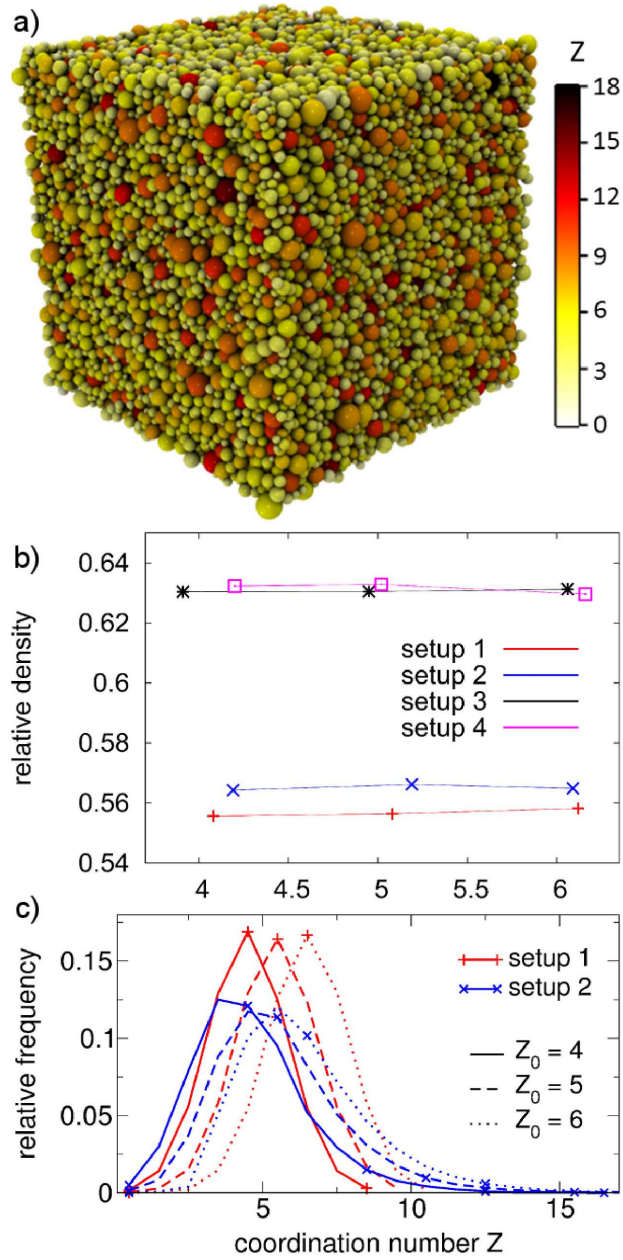 a)
Z
18
15
12
9
6
3
0
b)
relative density
0.64
0.62
0.6
0.58
0.56
0.54
setup 1
setup 2
setup 3
setup 4
4 4.5 5 5.5 6
c)
relative frequency
0.15
0.1
0.05
0
setup 1
setup 2
Z_0 = 4
Z_0 = 5
Z_0 = 6
5 10 15
coordination number Z